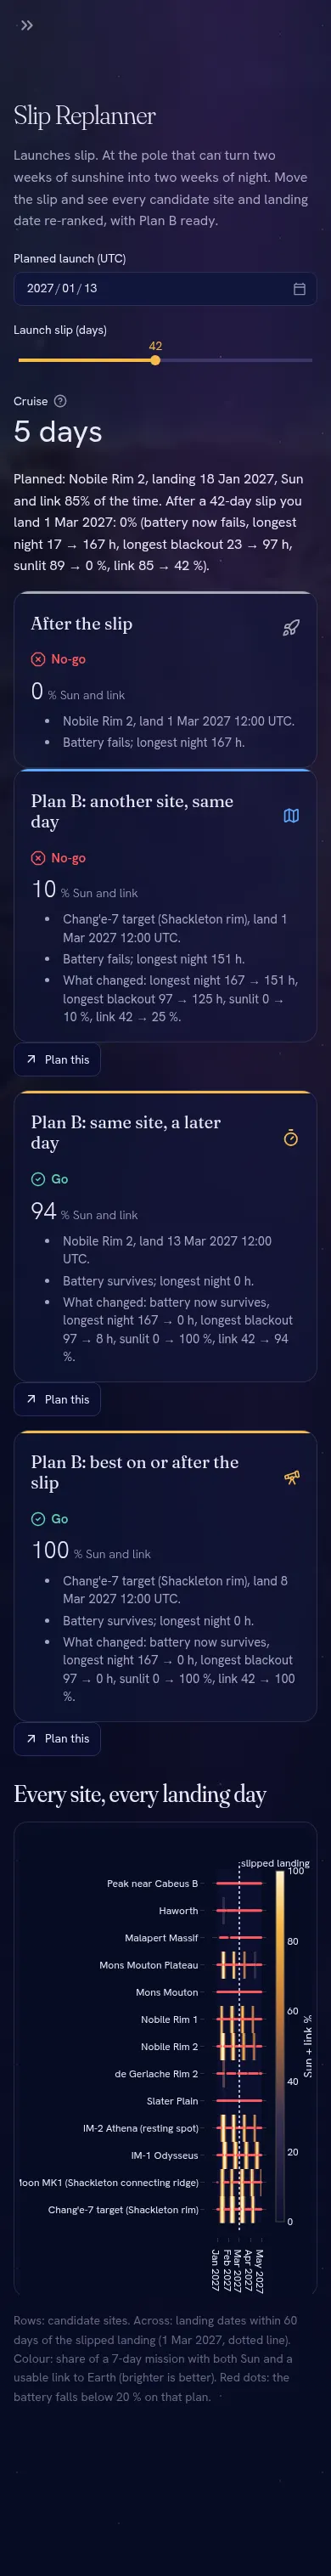 Slip Replanner
Launches slip. At the pole that can turn two
weeks of sunshine into two weeks of night. Move
the slip and see every candidate site and landing
date re-ranked, with Plan B ready.
Planned launch (UTC)
2027/01/13
Launch slip (days)
42
Cruise
5 days
Planned: Nobile Rim 2, landing 18 Jan 2027, Sun
and link 85% of the time. After a 42-day slip you
land 1 Mar 2027: 0% (battery now fails, longest
night 17 → 167 h, longest blackout 23 → 97 h,
sunlit 89 → 0 %, link 85 → 42 %).
After the slip
No-go
0 % Sun and link
• Nobile Rim 2, land 1 Mar 2027 12:00 UTC.
• Battery fails; longest night 167 h.
Plan B: another site, same
day
No-go
10 % Sun and link
• Chang'e-7 target (Shackleton rim), land 1
Mar 2027 12:00 UTC.
• Battery fails; longest night 151 h.
• What changed: longest night 167 → 151 h,
longest blackout 97 → 125 h, sunlit 0 →
10 %, link 42 → 25 %.
Plan this
Plan B: same site, a later
day
Go
94 % Sun and link
• Nobile Rim 2, land 13 Mar 2027 12:00
UTC.
• Battery survives; longest night 0 h.
• What changed: battery now survives,
longest night 167 → 0 h, longest blackout
97 → 8 h, sunlit 0 → 100 %, link 42 → 94
%.
Plan this
Plan B: best on or after the
slip
Go
100 % Sun and link
• Chang'e-7 target (Shackleton rim), land 8
Mar 2027 12:00 UTC.
• Battery survives; longest night 0 h.
• What changed: battery now survives,
longest night 167 → 0 h, longest blackout
97 → 0 h, sunlit 0 → 100 %, link 42 → 100
%.
Plan this
Every site, every landing day
slipped landing
Peak near Cabeus B
Haworth
Malapert Massif
Mons Mouton Plateau
Mons Mouton
Nobile Rim 1
Nobile Rim 2
de Gerlache Rim 2
Slater Plain
IM-2 Athena (resting spot)
IM-1 Odysseus
MK1 (Shackleton connecting ridge)
Chang'e-7 target (Shackleton rim)
Jan 2027
Feb 2027
Mar 2027
Apr 2027
May 2027
100
80
60
40
20
0
Sun + link %
Rows: candidate sites. Across: landing dates within 60
days of the slipped landing (1 Mar 2027, dotted line).
Colour: share of a 7-day mission with both Sun and a
usable link to Earth (brighter is better). Red dots: the
battery falls below 20 % on that plan.